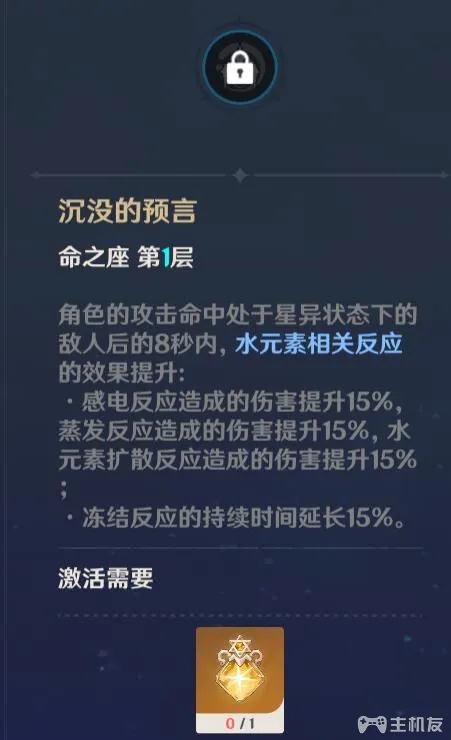 沉没的预言
命之座 第1层
角色的攻击命中处于星异状态下的
敌人后的8秒内，水元素相关反应
的效果提升:
·感电反应造成的伤害提升15%，
蒸发反应造成的伤害提升15%，水
元素扩散反应造成的伤害提升15%
；
·冻结反应的持续时间延长15%。
激活需要
0/1
主机友